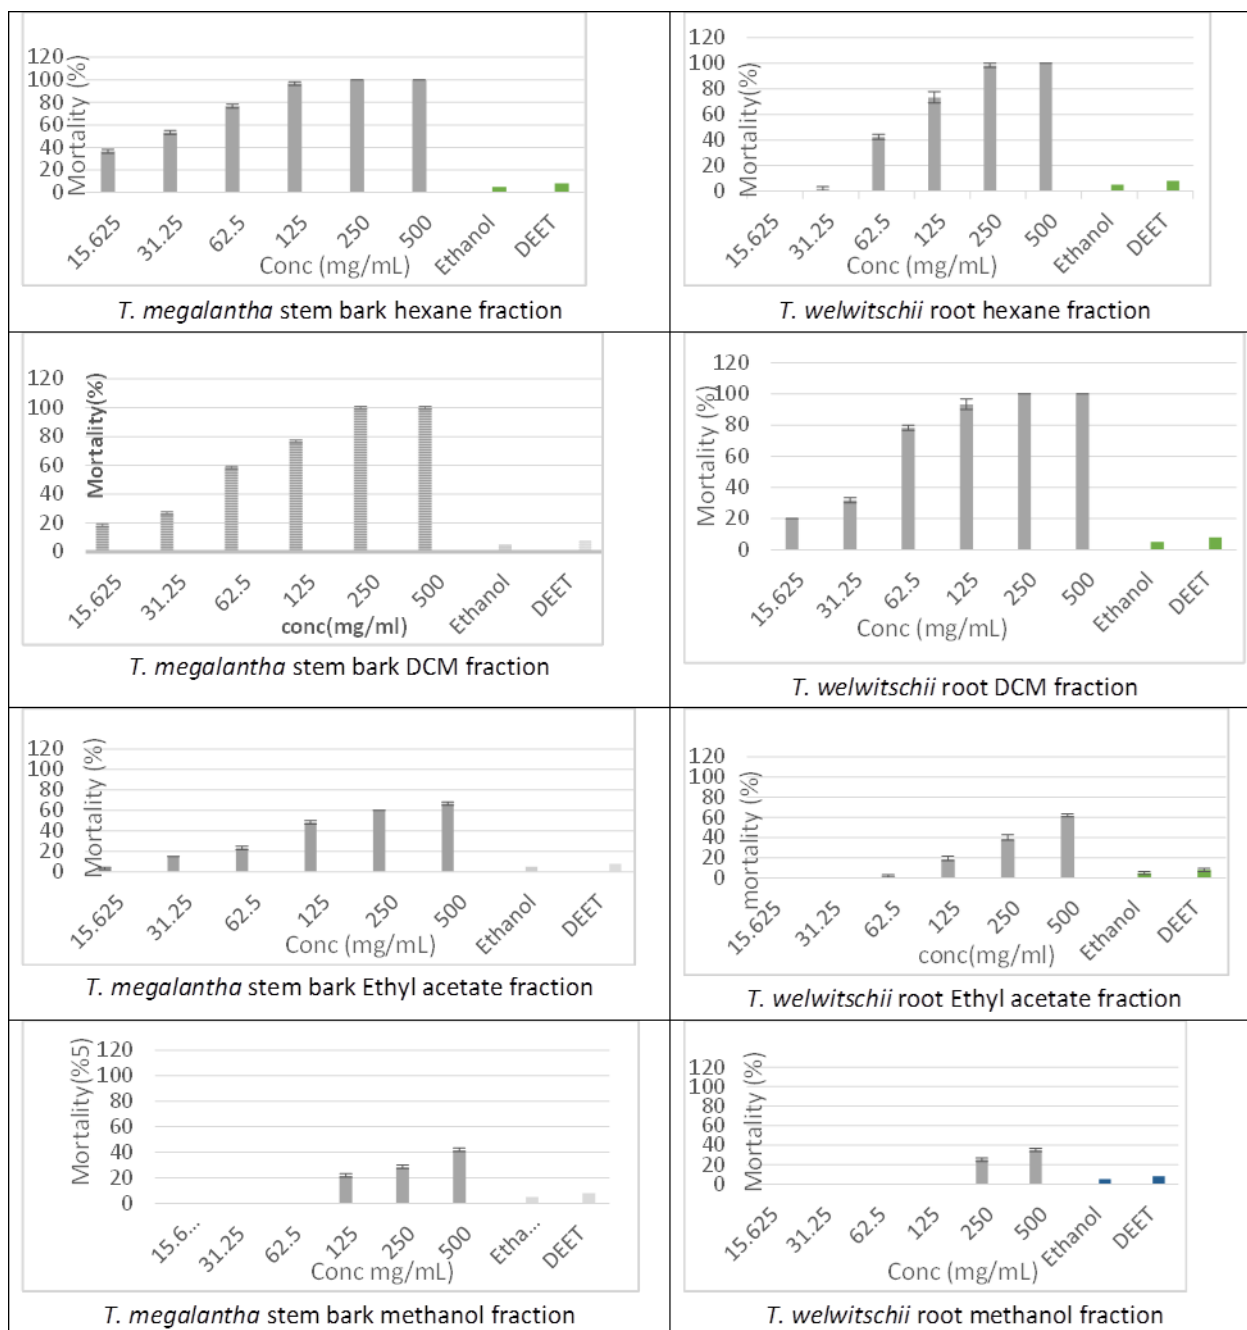 120
100
80
60
40
20
0
Mortality (%)
15.625
31.25
62.5
125
250
500
Ethanol
DEET
Conc (mg/mL)
T. megalantha stem bark hexane fraction
120
100
80
60
40
20
0
Mortality(%)
15.625
31.25
62.5
125
250
500
Ethanol
DEET
Conc (mg/mL)
T. welwitschii root hexane fraction
120
100
80
60
40
20
0
Mortality(%)
15.625
31.25
62.5
125
250
500
Ethanol
DEET
conc(mg/ml)
T. megalantha stem bark DCM fraction
120
100
80
60
40
20
0
Mortality (%)
15.625
31.25
62.5
125
250
500
Ethanol
DEET
Conc (mg/mL)
T. welwitschii root DCM fraction
120
100
80
60
40
20
0
Mortality (%)
15.625
31.25
62.5
125
250
500
Ethanol
DEET
Conc (mg/mL)
T. megalantha stem bark Ethyl acetate fraction
120
100
80
60
40
20
0
mortality (%)
15.625
31.25
62.5
125
250
500
Ethanol
DEET
conc(mg/ml)
T. welwitschii root Ethyl acetate fraction
120
100
80
60
40
20
0
Mortality(%5)
15.6...
31.25
62.5
125
250
500
Etha...
DEET
Conc mg/mL)
T. megalantha stem bark methanol fraction
120
100
80
60
40
20
0
Mortality (%)
15.625
31.25
62.5
125
250
500
Ethanol
DEET
Conc (mg/mL)
T. welwitschii root methanol fraction